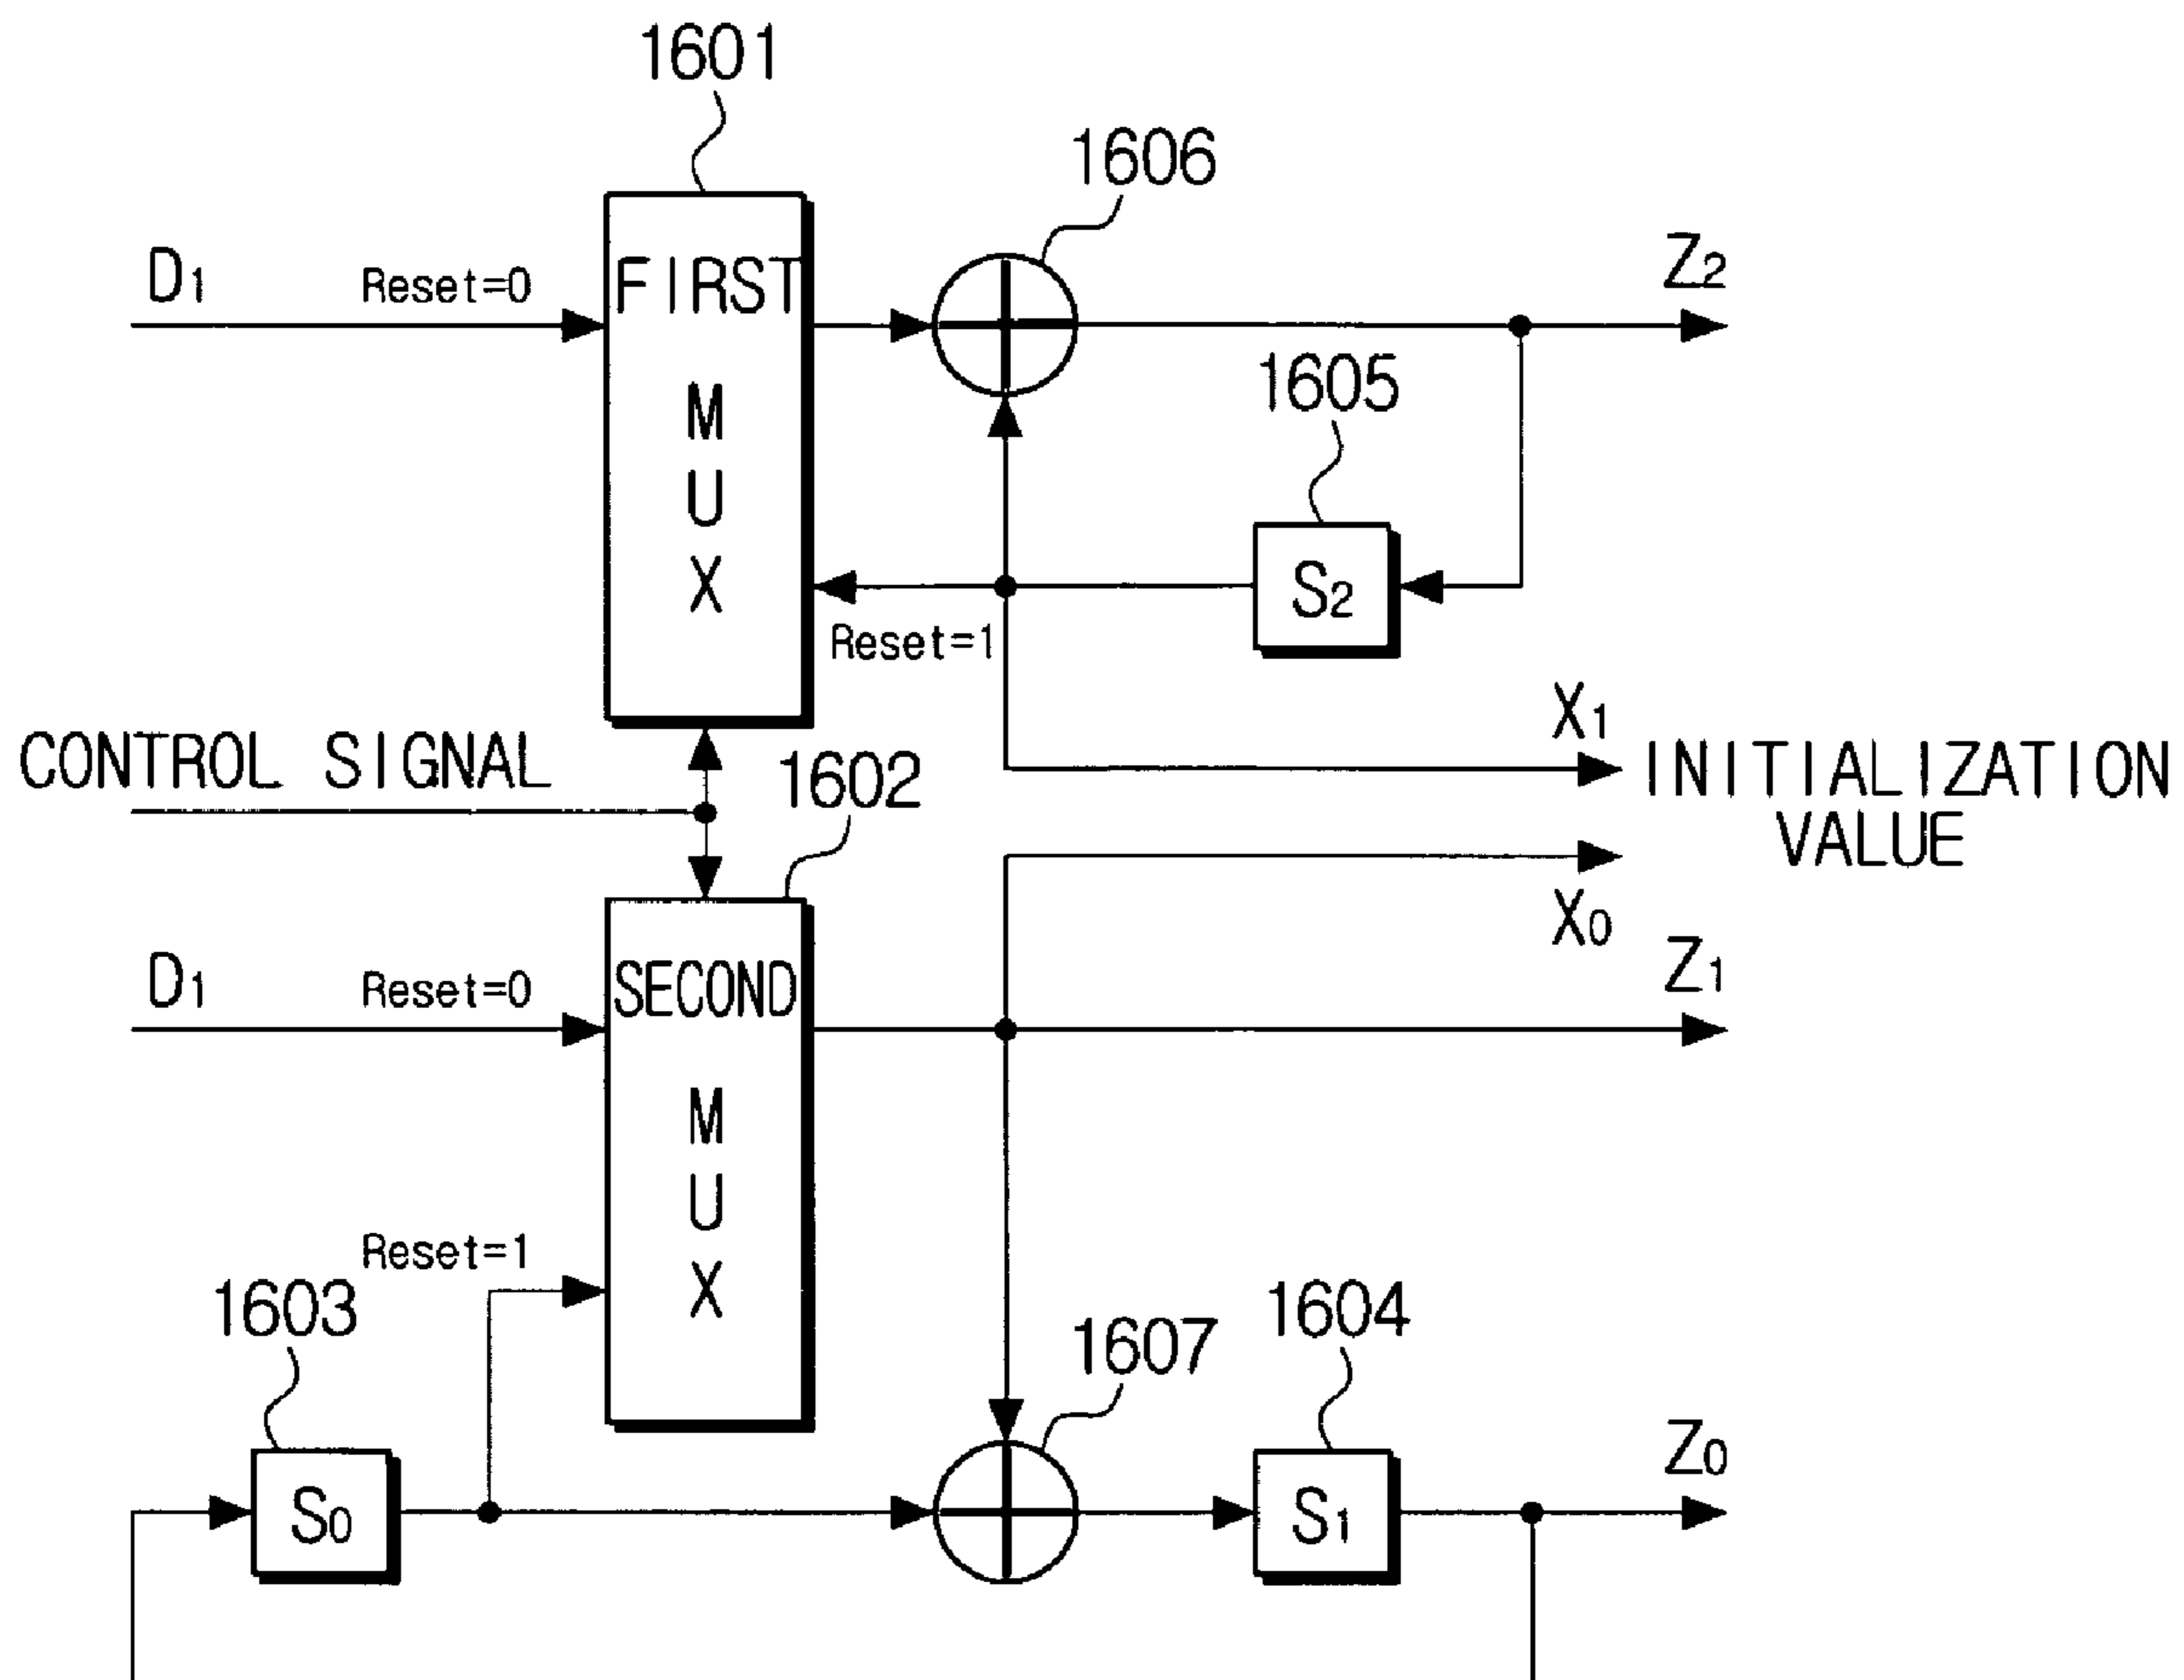 1601
1606
D1
Reset=0
FIRST
M
U
X
Z2
1605
S2
Reset=1
X1
INITIALIZATION
VALUE
X0
CONTROL SIGNAL
1602
D1
Reset=0
SECOND
M
U
X
Z1
Reset=1
1603
S0
1607
1604
S1
Z0